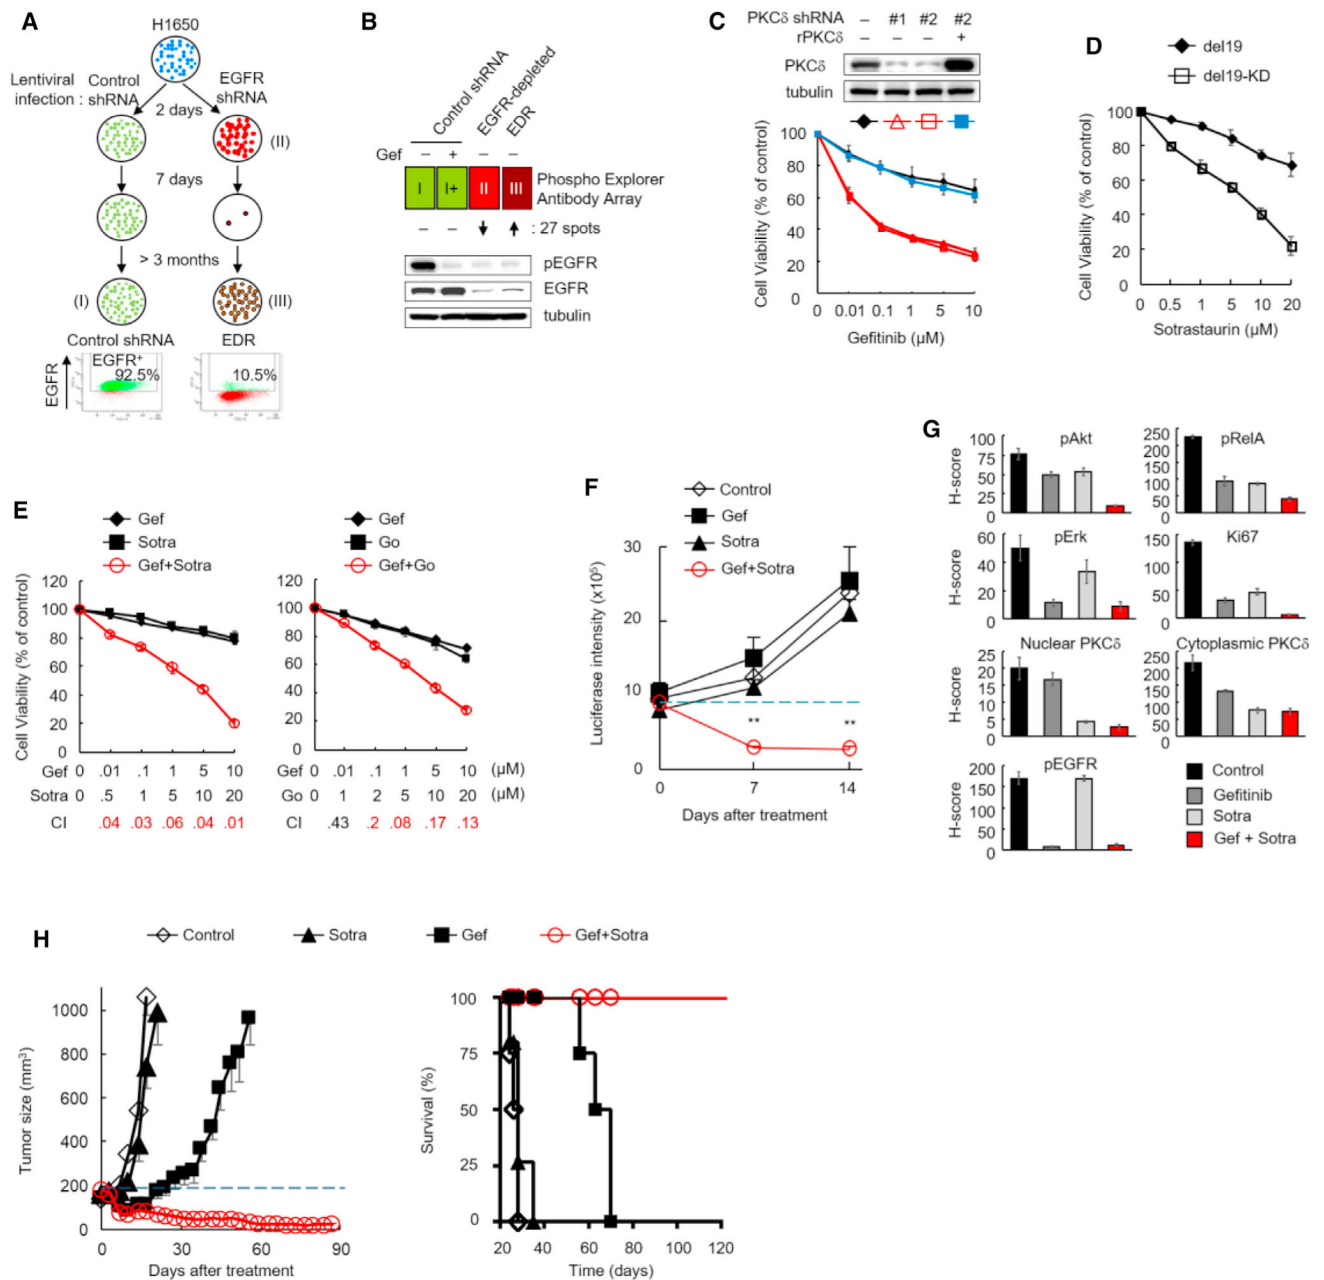 A
H1650
Lentiviral infection :
Control shRNA
EGFR shRNA
2 days
(II)
7 days
> 3 months
(I)
(III)
Control shRNA
EDR
EGFR
EGFR+
92.5%
10.5%
B
Control shRNA
EGFR-depleted
EDR
Gef – + – –
I I+ II III
Phospho Explorer
Antibody Array
– – : 27 spots
pEGFR
EGFR
tubulin
C
PKCδ shRNA – #1 #2 #2
rPKCδ +
PKCδ
tubulin
Cell Viability (% of control)
100
80
60
40
20
0
0 0.01 0.1 1 5 10
Gefitinib (µM)
D
del19
del19-KD
Cell Viability (% of control)
100
80
60
40
20
0
0 0.5 1 5 10 20
Sotrastaurin (µM)
E
Gef
Sotra
Gef+Sotra
Cell Viability (% of control)
120
100
80
60
40
20
0
Gef 0 .01 .1 1 5 10 (µM)
Sotra 0 .5 1 5 10 20 (µM)
CI .04 .03 .06 .04 .01
Gef
Go
Gef+Go
120
100
80
60
40
20
0
Gef 0 .01 .1 1 5 10 (µM)
Go 0 1 2 5 10 20 (µM)
CI .43 .2 .08 .17 .13
F
Control
Gef
Sotra
Gef+Sotra
Luciferase intensity (x10⁵)
30
20
10
0
** **
0 7 14
Days after treatment
G
pAkt
H-score
100
75
50
25
0
pRelA
250
200
150
100
50
0
pErk
H-score
60
40
20
0
Ki67
150
100
50
0
Nuclear PKCδ
H-score
25
20
15
10
5
0
Cytoplasmic PKCδ
250
200
150
100
50
0
pEGFR
H-score
200
150
100
50
0
Control
Gefitinib
Sotra
Gef + Sotra
H
Control Sotra Gef Gef+Sotra
Tumor size (mm³)
1000
800
600
400
200
0
0 30 60 90
Days after treatment
Survival (%)
100
75
50
25
0
20 40 60 80 100 120
Time (days)